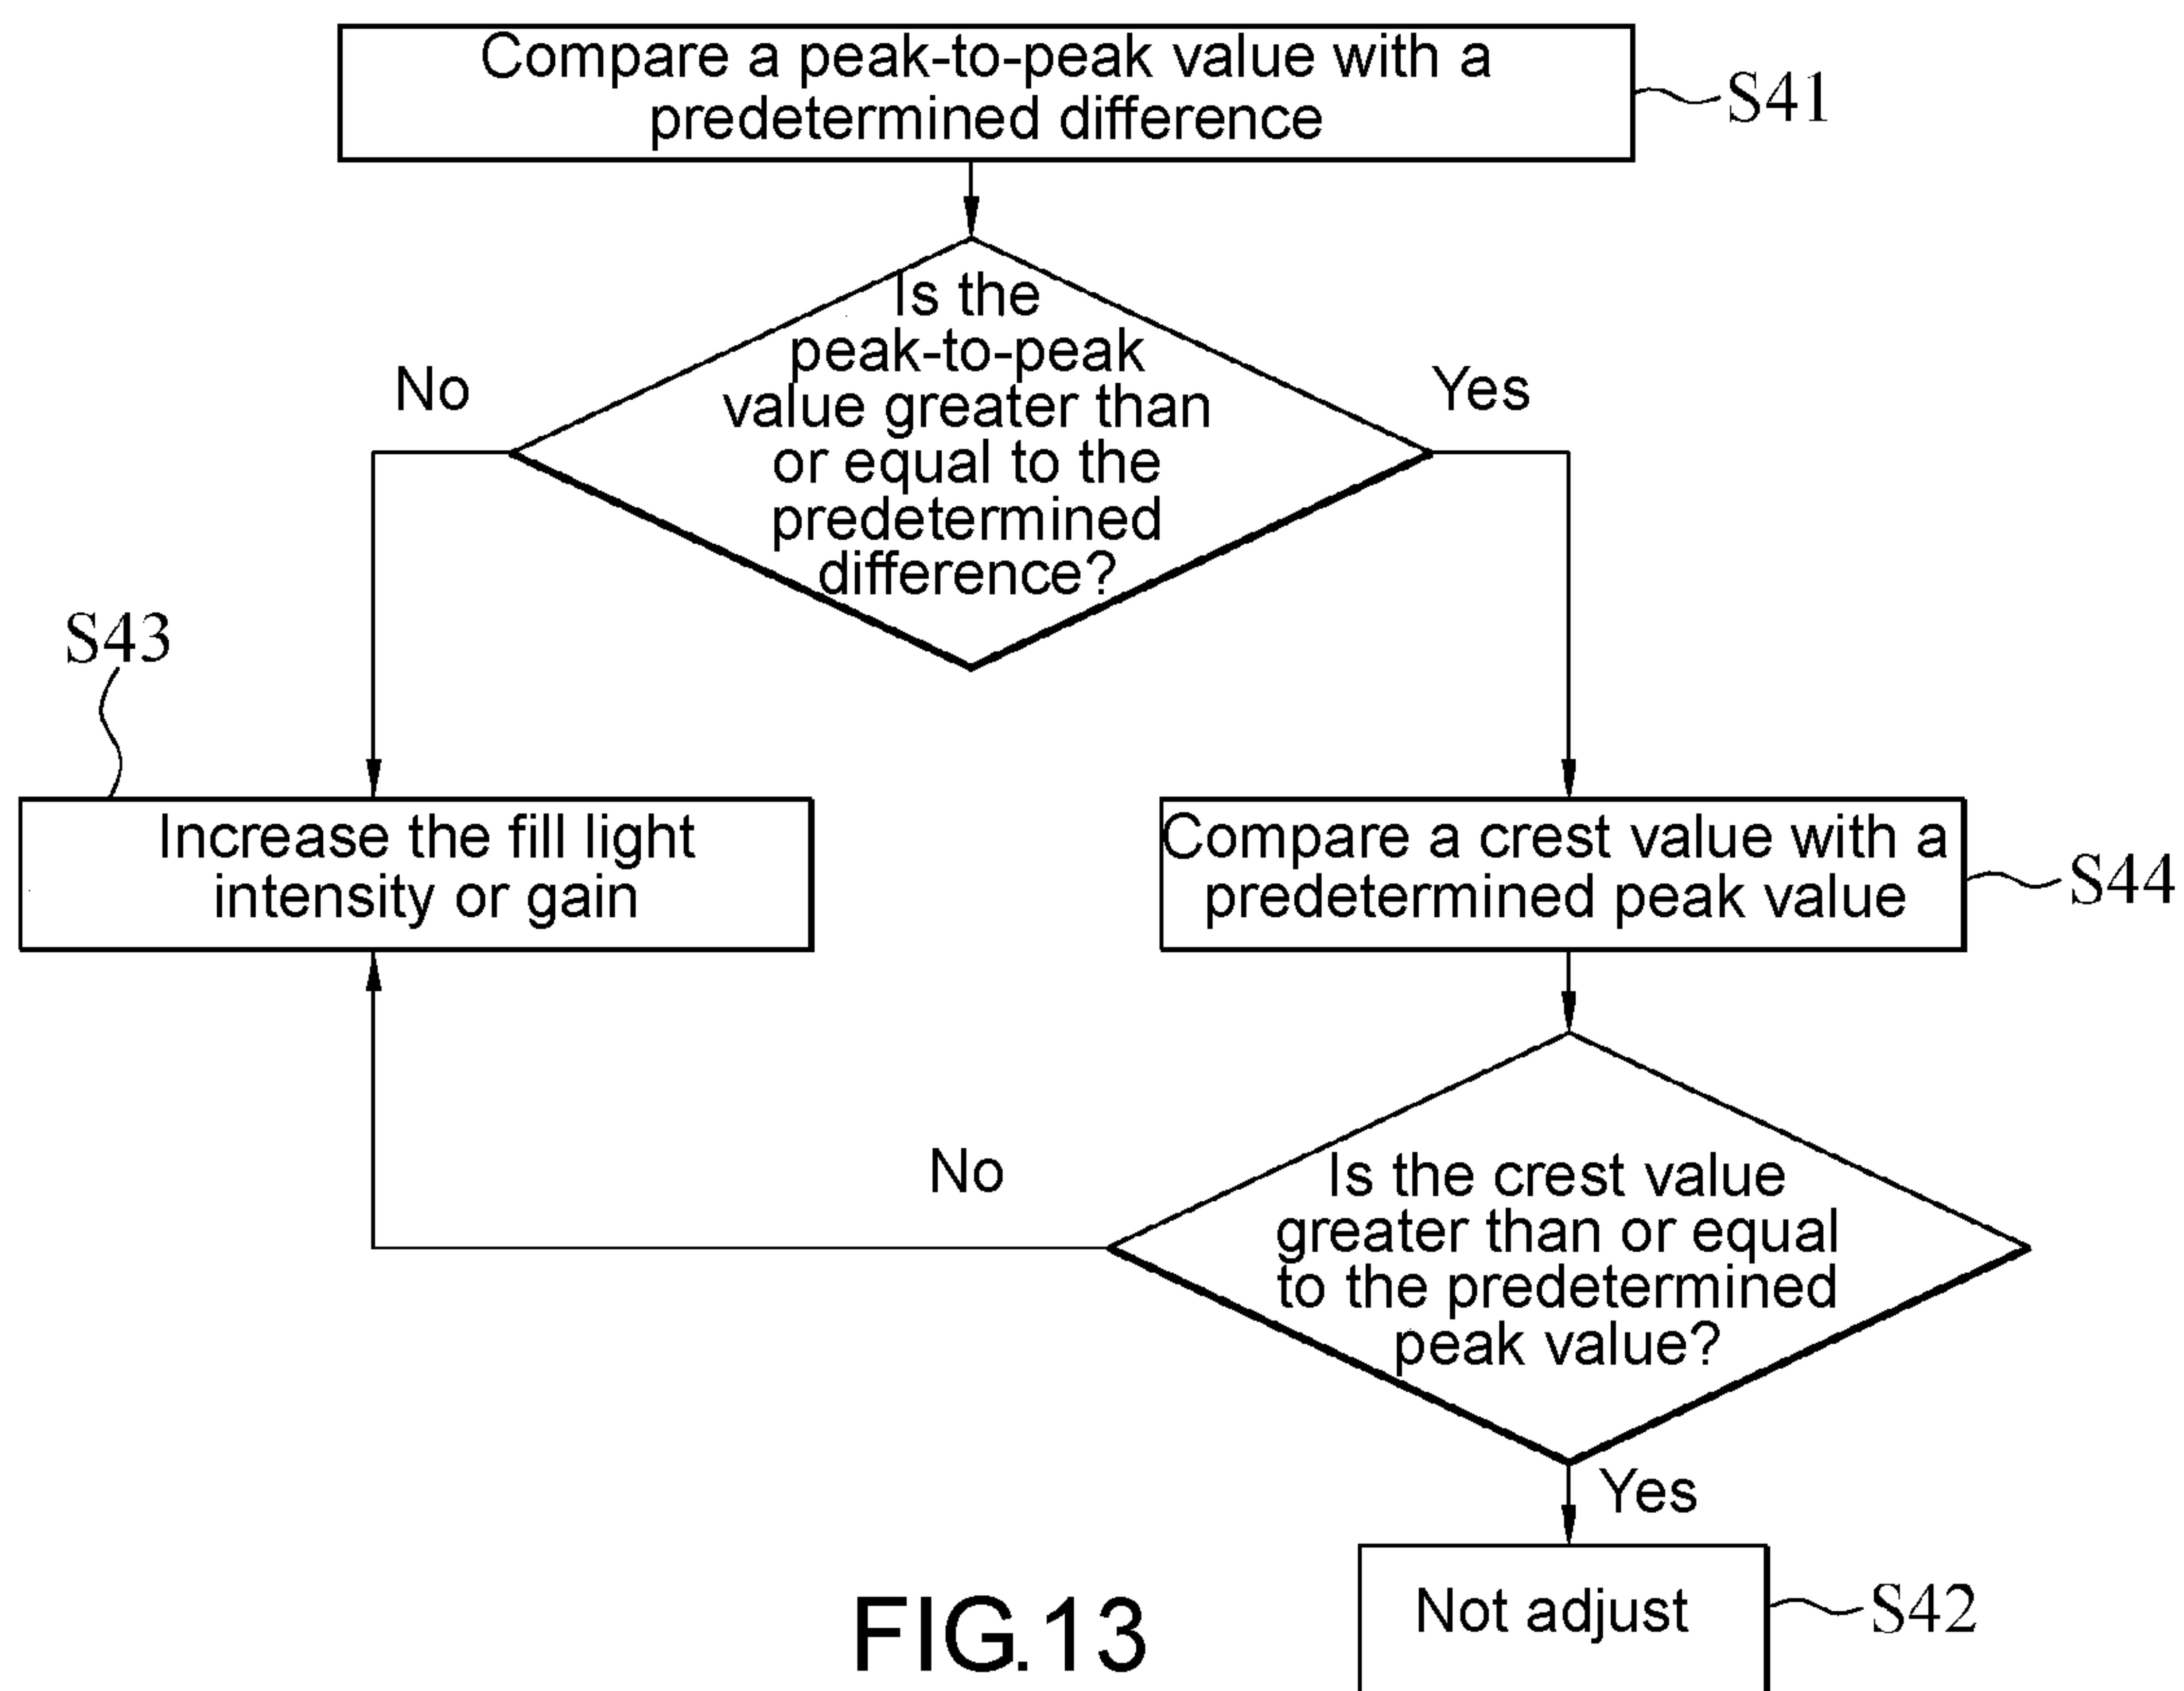 Compare a peak-to-peak value with a
predetermined difference
S41
Is the
peak-to-peak
value greater than
or equal to the
predetermined
difference?
No
Yes
S43
Increase the fill light
intensity or gain
Compare a crest value with a
predetermined peak value
S44
No
Is the crest value
greater than or equal
to the predetermined
peak value?
Yes
Not adjust
S42
FIG.13